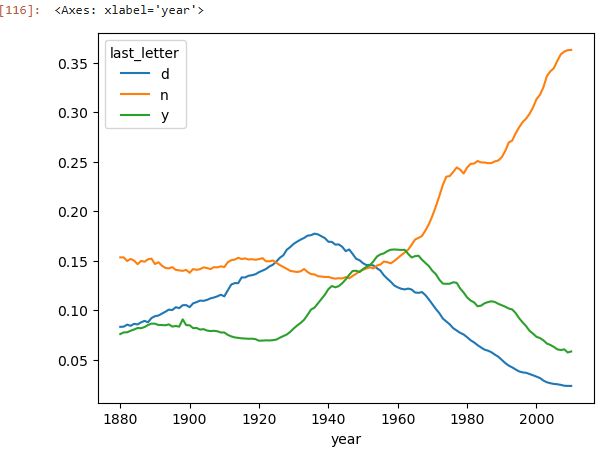 [116]: <Axes: xlabel='year'>
last_letter
d
n
y
0.35
0.30
0.25
0.20
0.15
0.10
0.05
1880 1900 1920 1940 1960 1980 2000
year